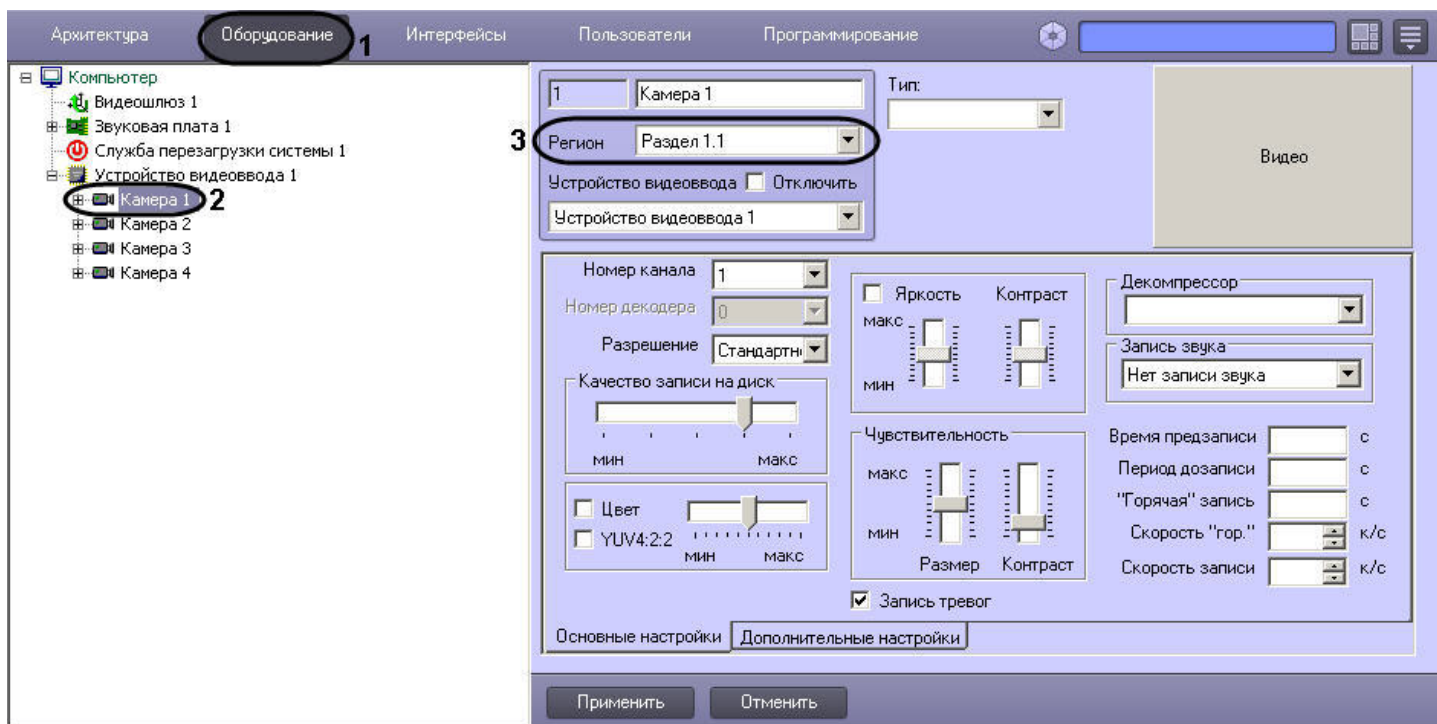 Архитектура Оборудование 1 Интерфейсы Пользователи Программирование
Компьютер
Видеошлюз 1
Звуковая плата 1
Служба перезагрузки системы 1
Устройство видеоввода 1
Камера 1 2
Камера 2
Камера 3
Камера 4
1 Камера 1
Тип:
3 Регион Раздел 1.1
Устройство видеоввода Отключить
Устройство видеоввода 1
Видео
Номер канала 1
Номер декодера 0
Разрешение Стандартн
Качество записи на диск
мин макс
Цвет
YUV4:2:2
мин макс
Яркость Контраст
макс
мин
Чувствительность
макс
мин
Размер Контраст
Запись тревог
Декомпрессор
Запись звука
Нет записи звука
Время предзаписи с
Период дозаписи с
"Горячая" запись с
Скорость "гор." к/с
Скорость записи к/с
Основные настройки Дополнительные настройки
Применить Отменить